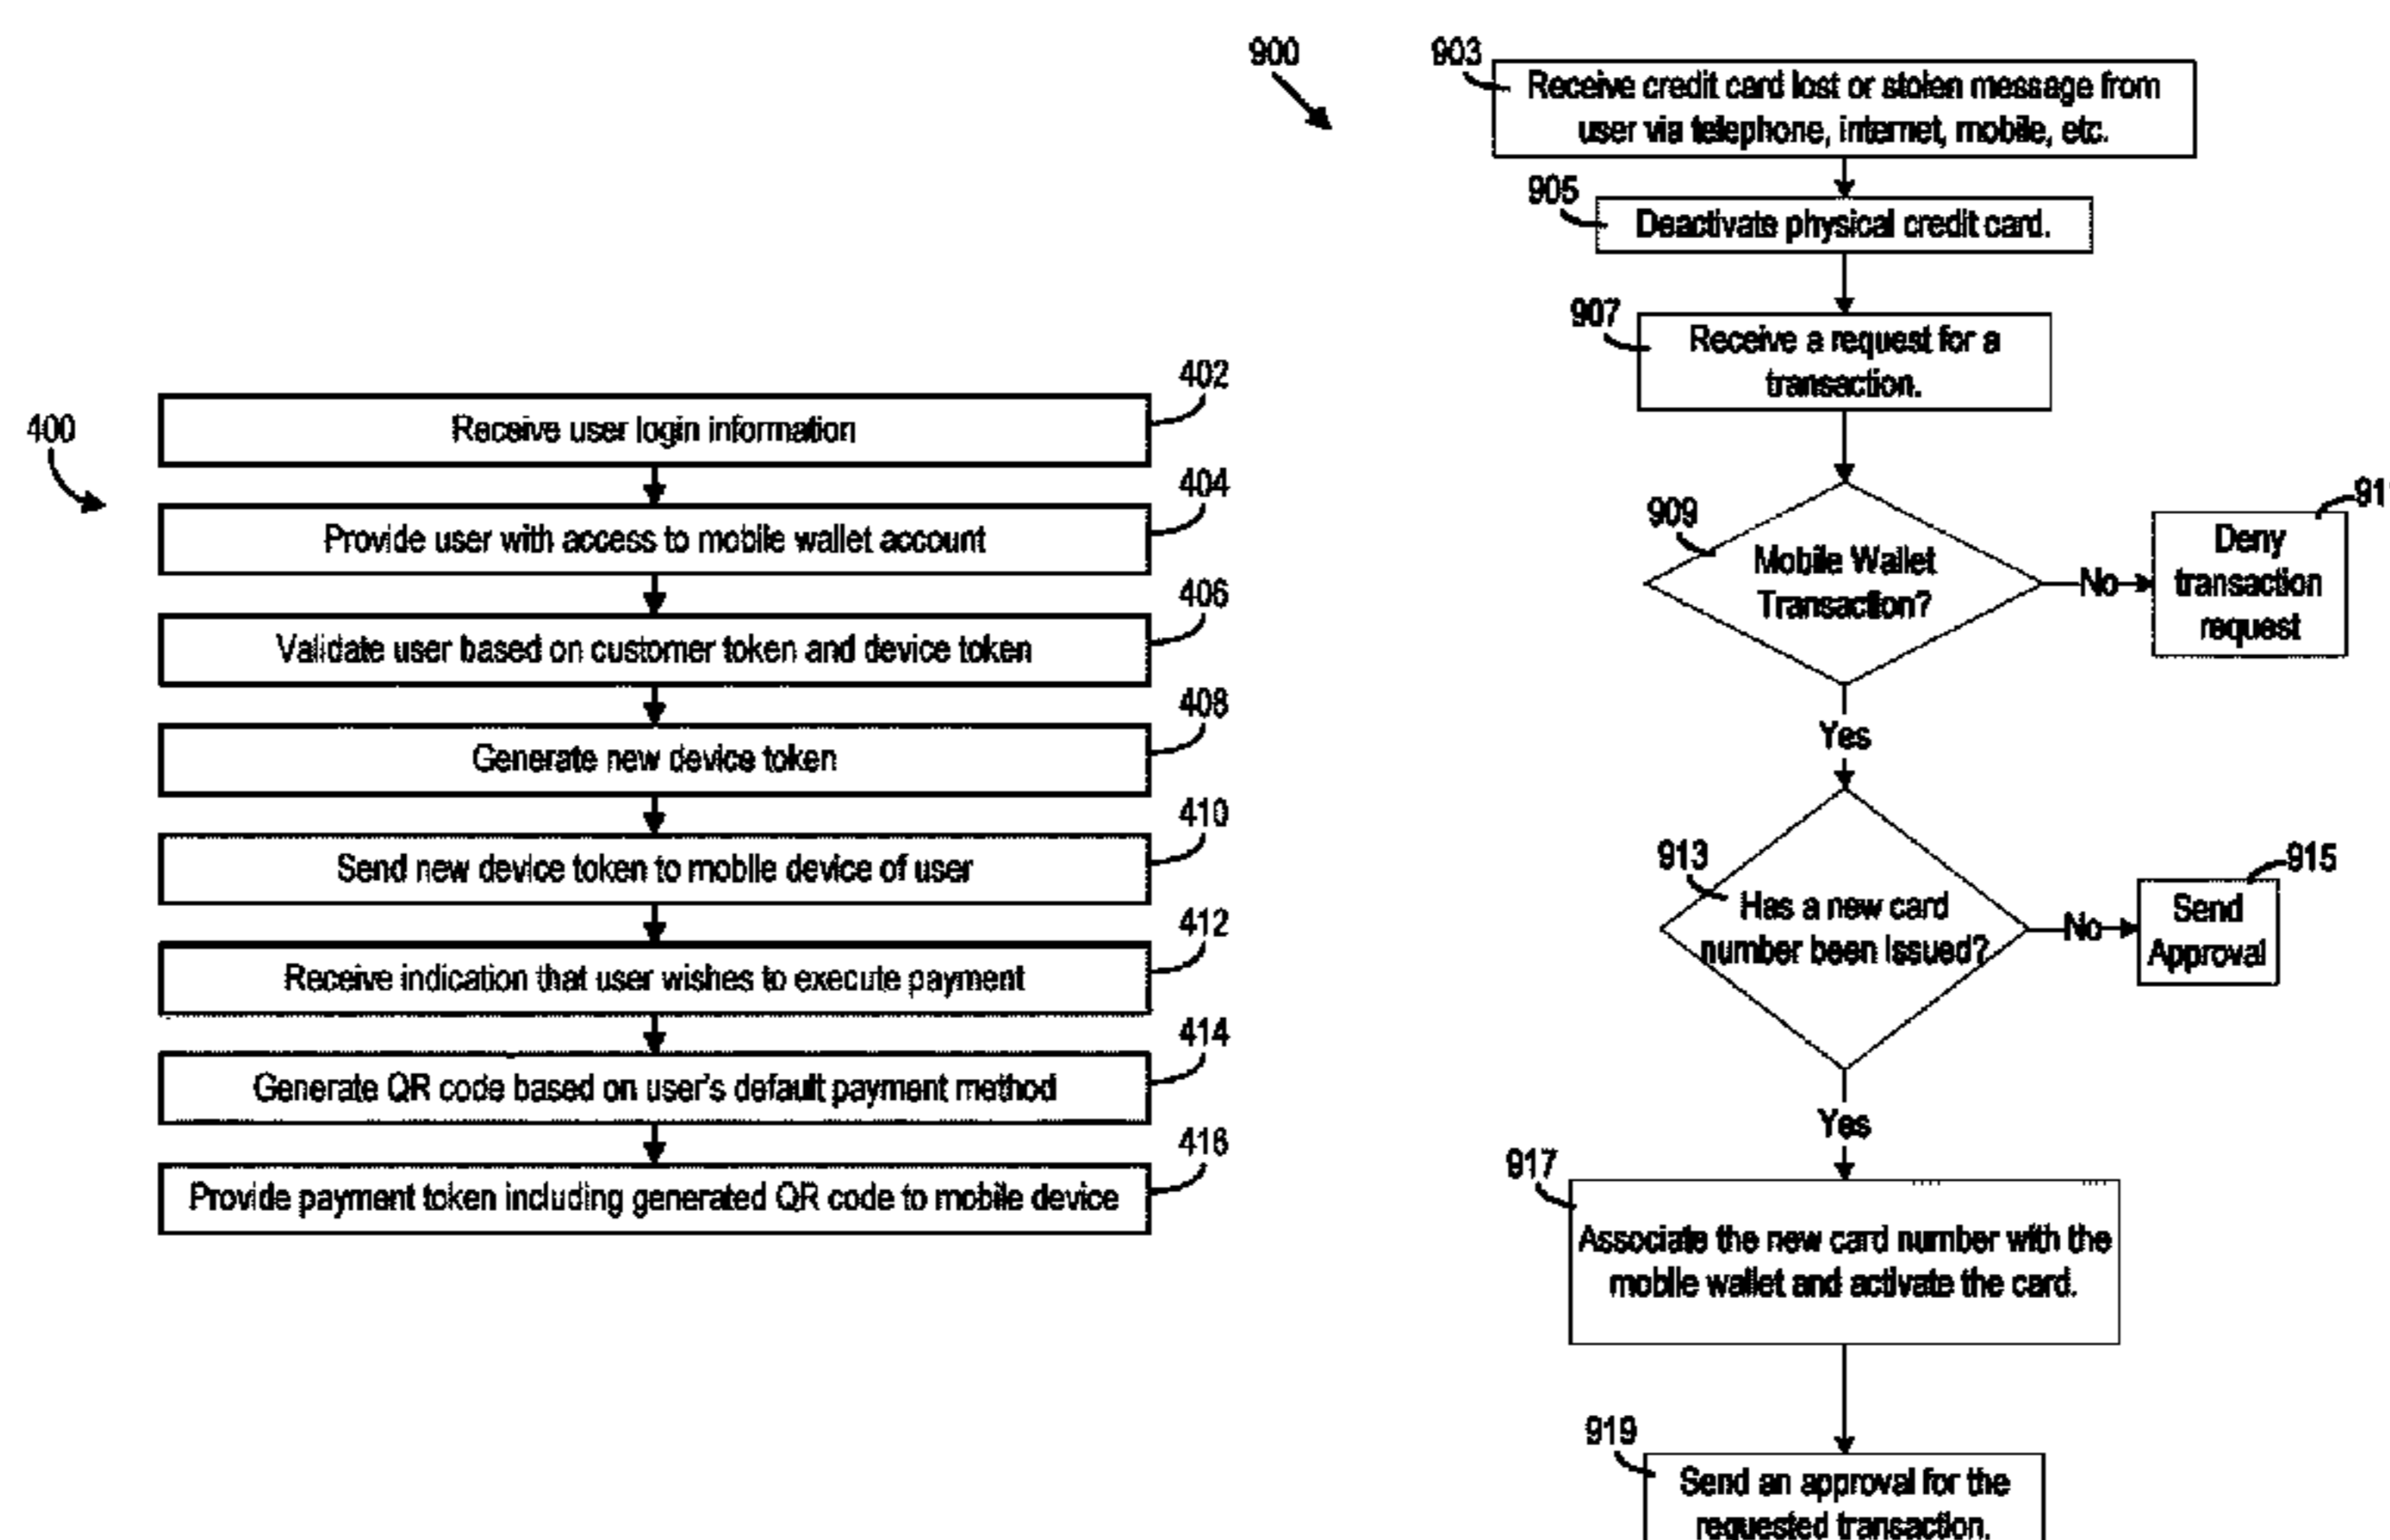 400
402
Receive user login information
404
Provide user with access to mobile wallet account
406
Validate user based on customer token and device token
408
Generate new device token
410
Send new device token to mobile device of user
412
Receive indication that user wishes to execute payment
414
Generate QR code based on user's default payment method
416
Provide payment token including generated QR code to mobile device
900
903
Receive credit card lost or stolen message from
user via telephone, internet, mobile, etc.
905
Deactivate physical credit card.
907
Receive a request for a
transaction.
909
Mobile Wallet
Transaction?
No
Deny
transaction
request
Yes
913
Has a new card
number been issued?
No
915
Send
Approval
Yes
917
Associate the new card number with the
mobile wallet and activate the card.
919
Send an approval for the
requested transaction.